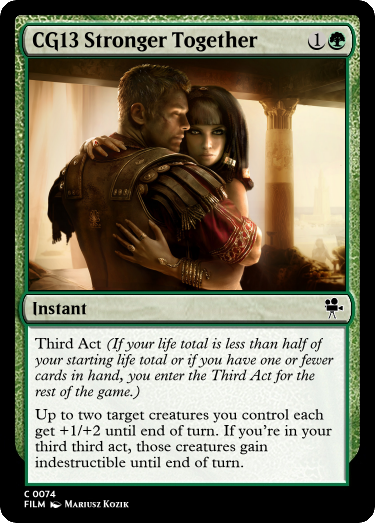 CG13 Stronger Together
1
Instant
Third Act (If your life total is less than half of
your starting life total or if you have one or fewer
cards in hand, you enter the Third Act for the
rest of the game.)
Up to two target creatures you control each
get +1/+2 until end of turn. If you're in your
third third act, those creatures gain
indestructible until end of turn.
C 0074
FILM Mariusz Kozik